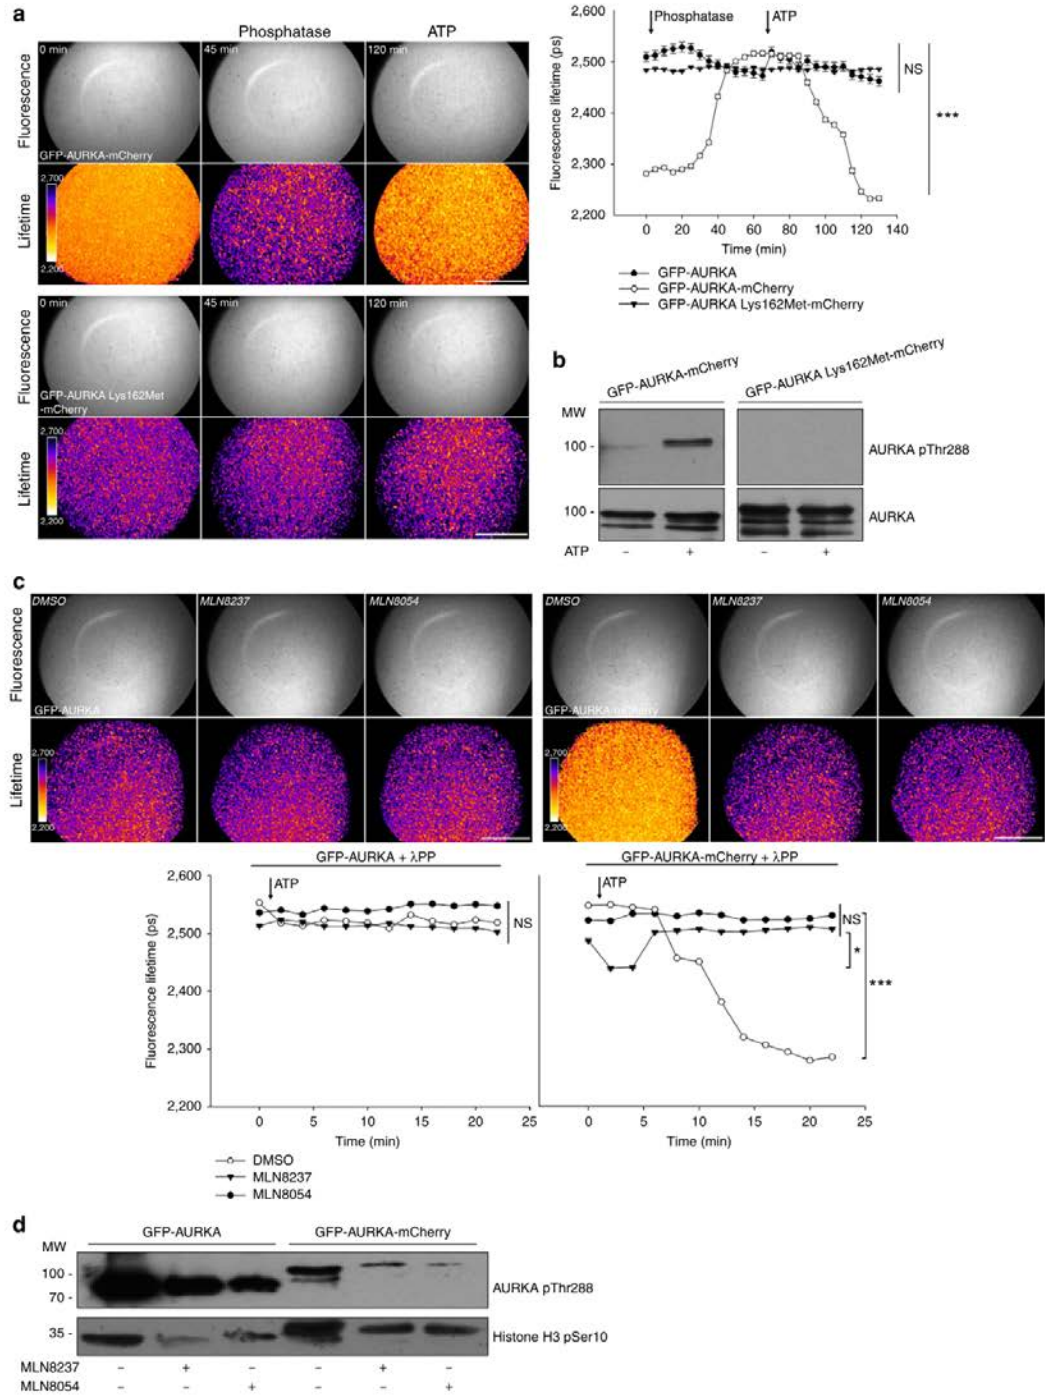 a
Phosphatase
ATP
Fluorescence
0 min
45 min
120 min
GFP-AURKA-mCherry
Lifetime
2,700
2,200
Fluorescence
0 min
45 min
120 min
GFP-AURKA Lys162Met
-mCherry
Lifetime
2,700
2,200
Phosphatase
ATP
Fluorescence lifetime (ps)
2,600
2,500
2,400
2,300
2,200
NS
***
0 20 40 60 80 100 120 140
Time (min)
GFP-AURKA
GFP-AURKA-mCherry
GFP-AURKA Lys162Met-mCherry
b
GFP-AURKA-mCherry
GFP-AURKA Lys162Met-mCherry
MW
100 -
AURKA pThr288
100 -
AURKA
ATP − + − +
c
Fluorescence
DMSO
MLN8237
MLN8054
GFP-AURKA
DMSO
MLN8237
MLN8054
GFP-AURKA-mCherry
Lifetime
2,700
2,200
2,700
2,200
GFP-AURKA + λPP
ATP
Fluorescence lifetime (ps)
2,600
2,500
2,400
2,300
2,200
NS
0 5 10 15 20 25
Time (min)
GFP-AURKA-mCherry + λPP
ATP
NS
*
***
0 5 10 15 20 25
Time (min)
DMSO
MLN8237
MLN8054
d
GFP-AURKA
GFP-AURKA-mCherry
MW
100 -
70 -
AURKA pThr288
35 -
Histone H3 pSer10
MLN8237 − + − − + −
MLN8054 − − + − − +